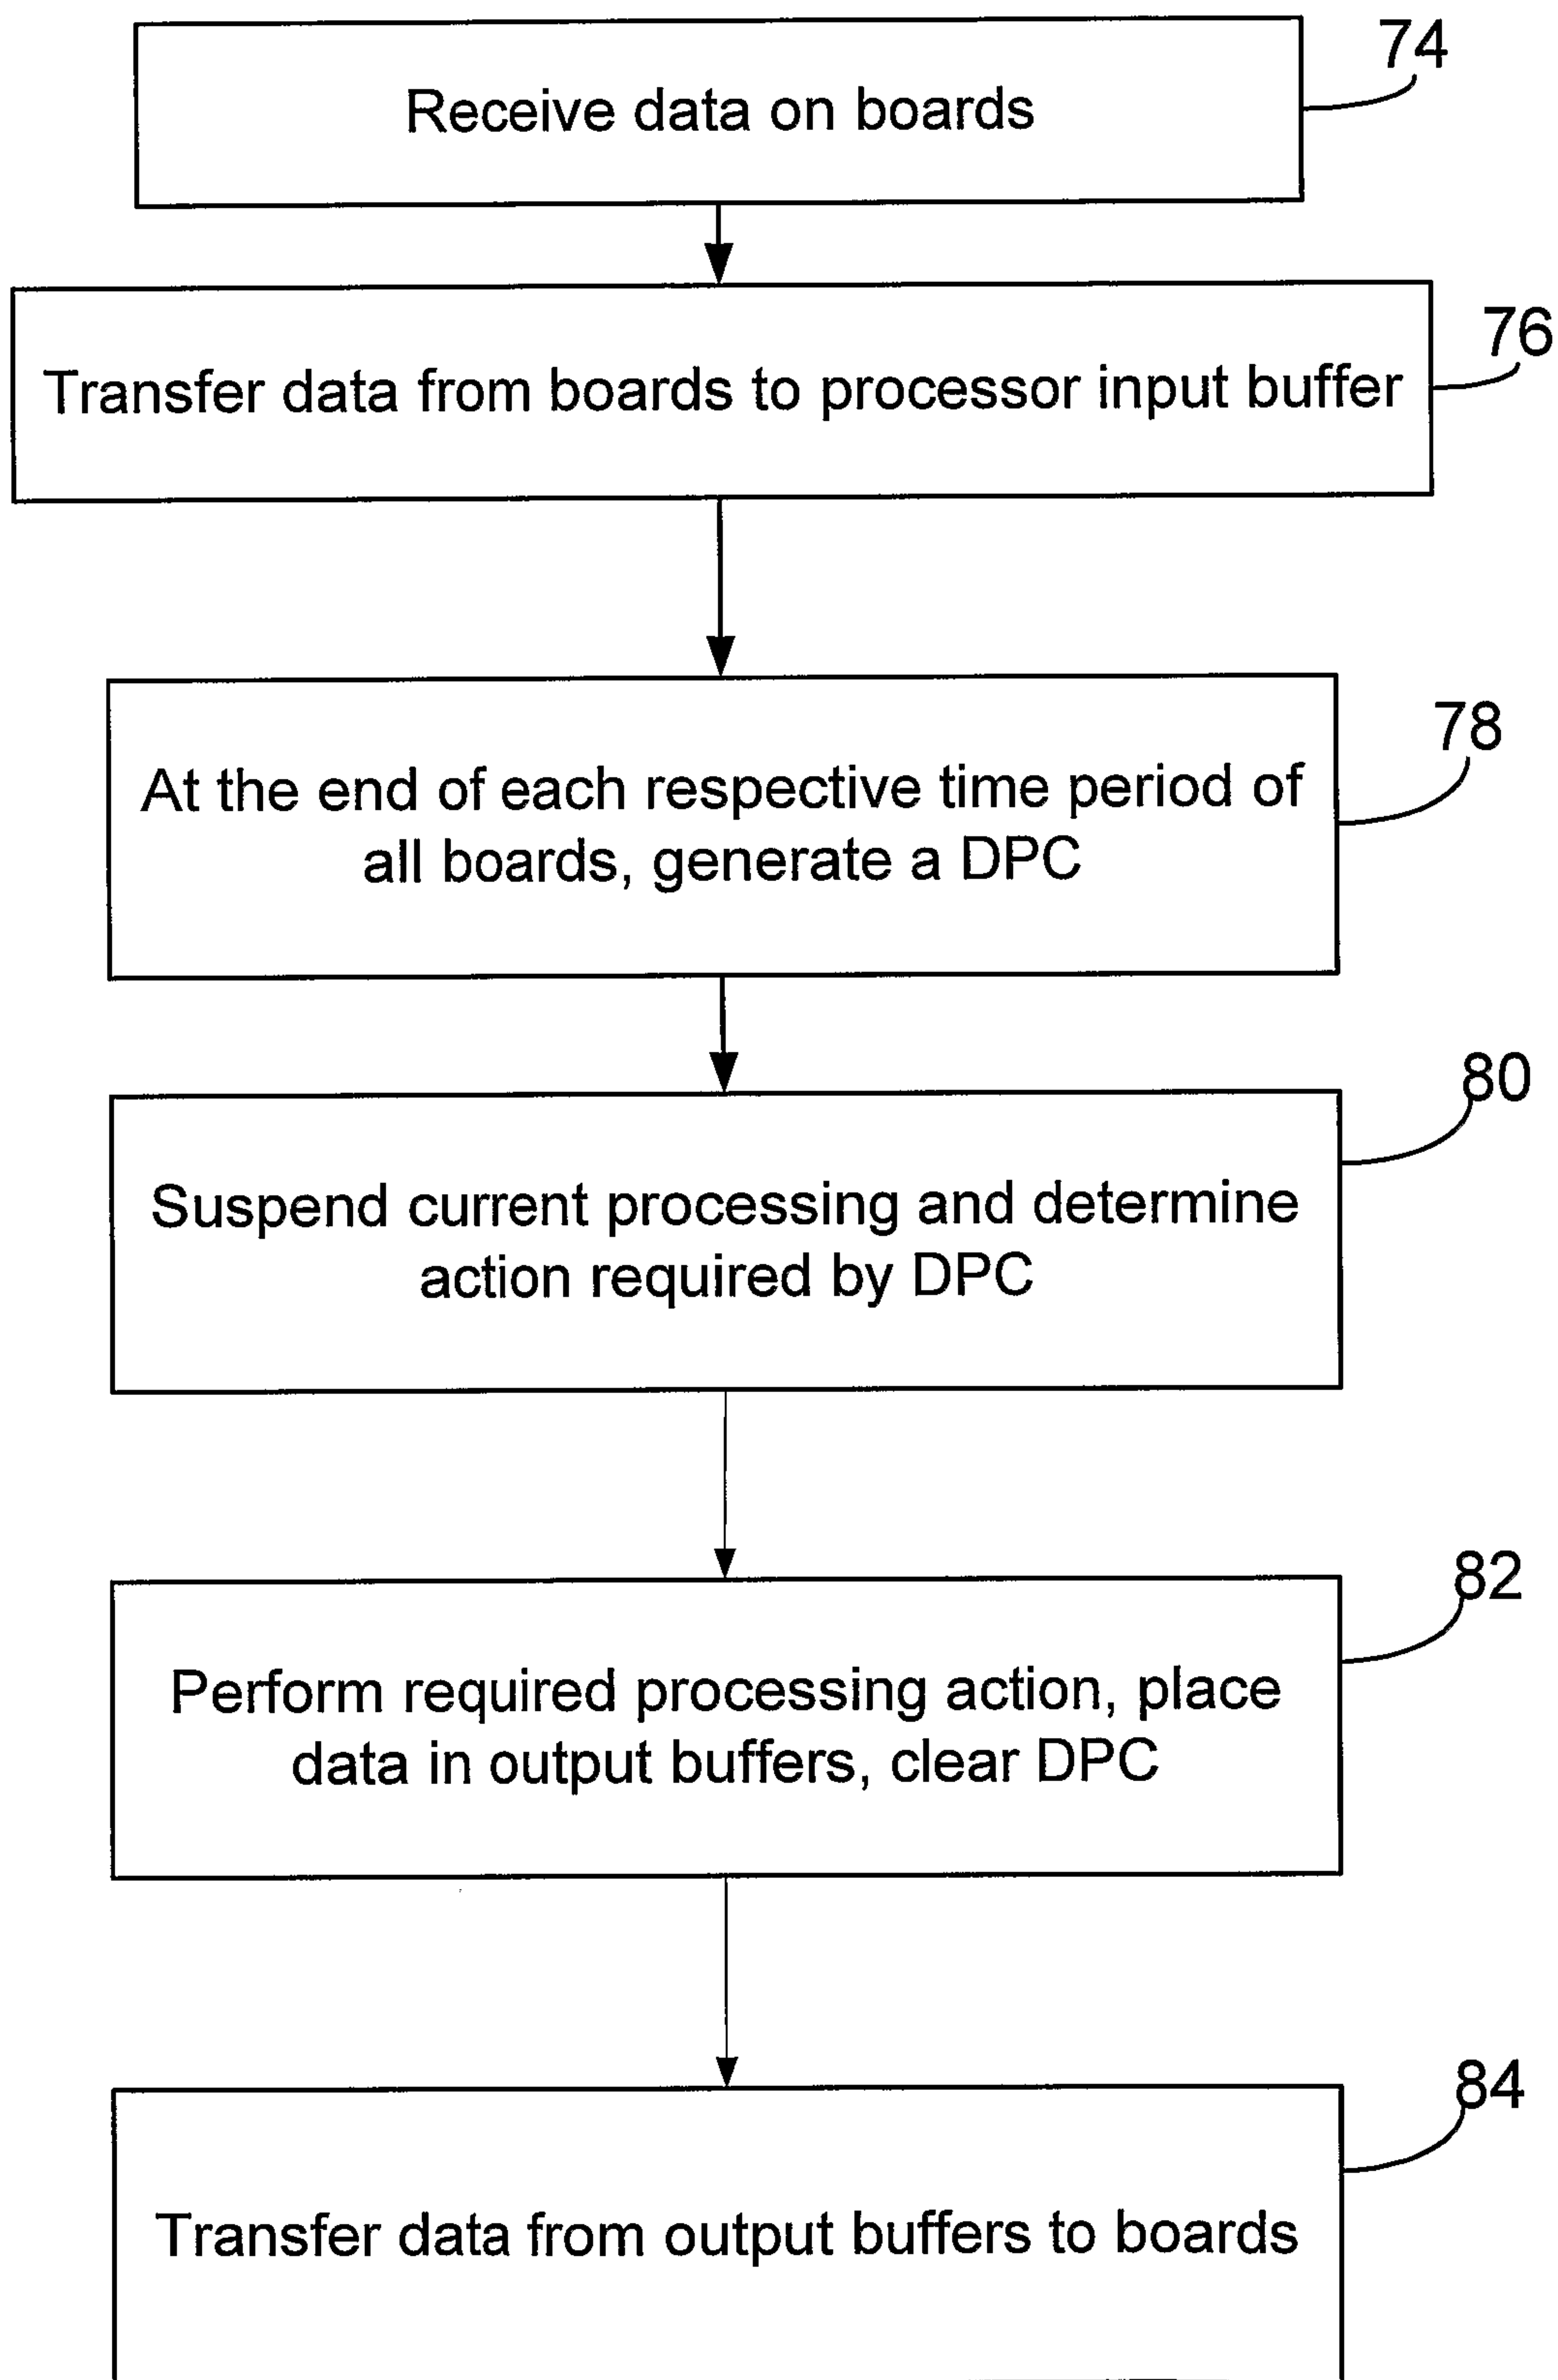 74
Receive data on boards
76
Transfer data from boards to processor input buffer
78
At the end of each respective time period of
all boards, generate a DPC
80
Suspend current processing and determine
action required by DPC
82
Perform required processing action, place
data in output buffers, clear DPC
84
Transfer data from output buffers to boards